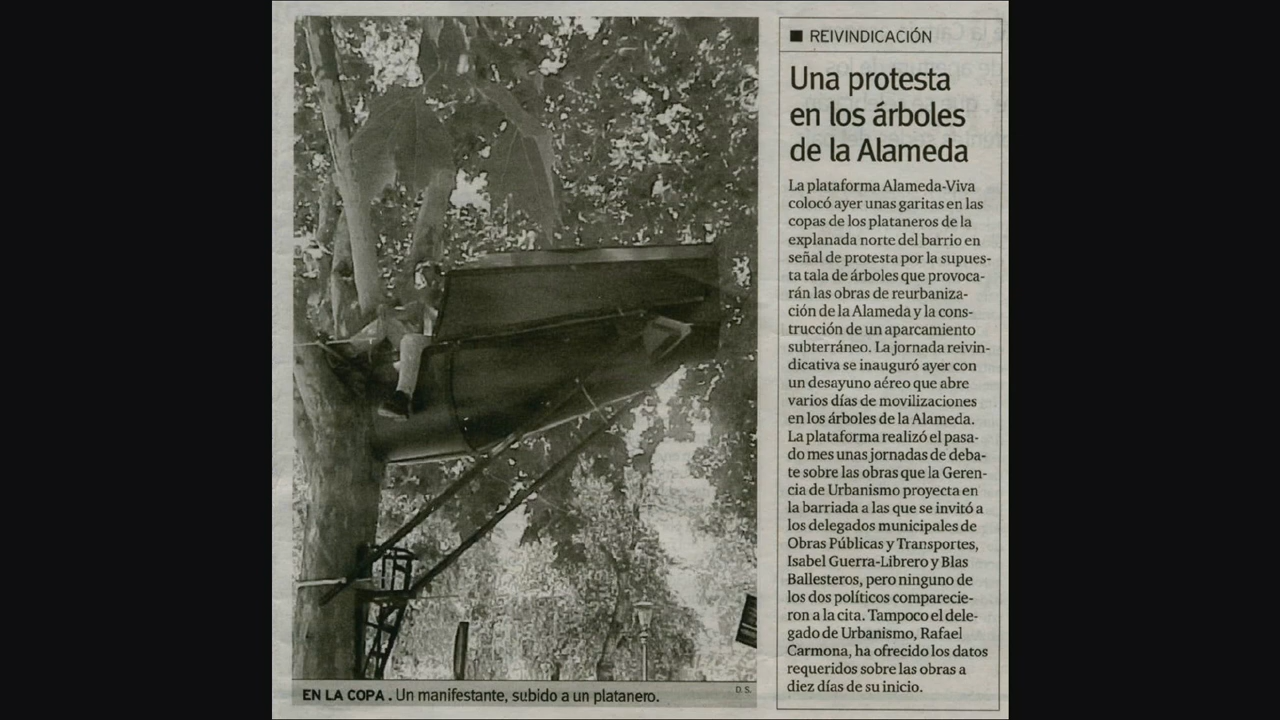 REIVINDICACIÓN
Una protesta
en los árboles
de la Alameda
La plataforma Alameda-Viva
colocó ayer unas garitas en las
copas de los plataneros de la
explanada norte del barrio en
señal de protesta por la supues-
ta tala de árboles que provoca-
rán las obras de reurbaniza-
ción de la Alameda y la cons-
trucción de un aparcamiento
subterráneo. La jornada reivin-
dicativa se inauguró ayer con
un desayuno aéreo que abre
varios días de movilizaciones
en los árboles de la Alameda.
La plataforma realizó el pasa-
do mes unas jornadas de deba-
te sobre las obras que la Geren-
cia de Urbanismo proyecta en
la barriada a las que se invitó a
los delegados municipales de
Obras Públicas y Transportes,
Isabel Guerra-Librero y Blas
Ballesteros, pero ninguno de
los dos políticos comparecie-
ron a la cita. Tampoco el dele-
gado de Urbanismo, Rafael
Carmona, ha ofrecido los datos
requeridos sobre las obras a
diez días de su inicio.
D. S.
EN LA COPA. Un manifestante, subido a un platanero.